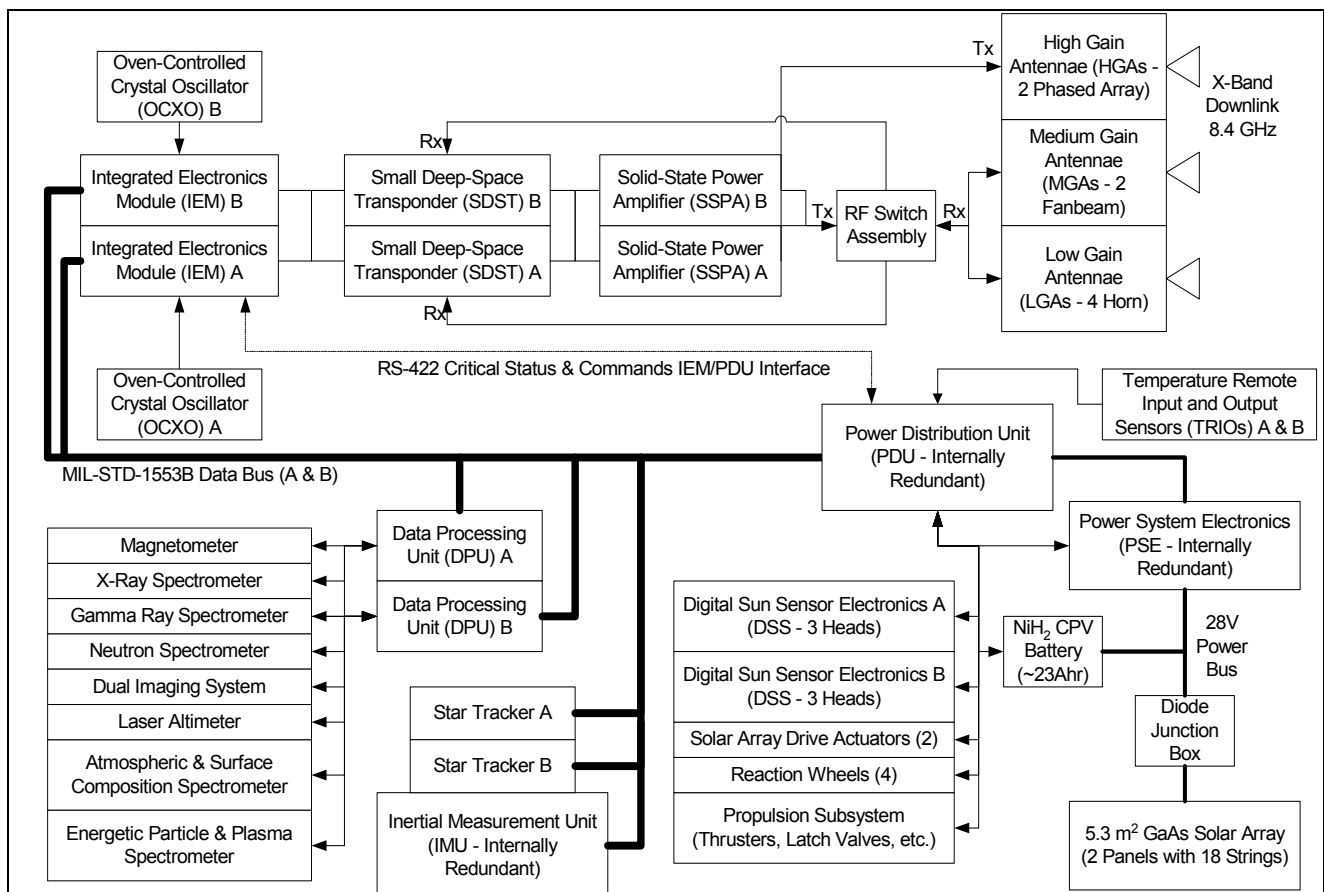 Oven-Controlled
Crystal Oscillator
(OCXO) B
Tx
High Gain
Antennae (HGAs -
2 Phased Array)
X-Band
Downlink
8.4 GHz
Rx
Integrated Electronics
Module (IEM) B
Small Deep-Space
Transponder (SDST) B
Solid-State Power
Amplifier (SSPA) B
Medium Gain
Antennae
(MGAs - 2
Fanbeam)
Tx
RF Switch
Assembly
Rx
Integrated Electronics
Module (IEM) A
Small Deep-Space
Transponder (SDST) A
Solid-State Power
Amplifier (SSPA) A
Low Gain
Antennae
(LGAs - 4 Horn)
Rx
RS-422 Critical Status & Commands IEM/PDU Interface
Oven-Controlled
Crystal Oscillator
(OCXO) A
Temperature Remote
Input and Output
Sensors (TRIOs) A & B
Power Distribution Unit
(PDU - Internally
Redundant)
MIL-STD-1553B Data Bus (A & B)
Magnetometer
X-Ray Spectrometer
Gamma Ray Spectrometer
Neutron Spectrometer
Dual Imaging System
Laser Altimeter
Atmospheric & Surface
Composition Spectrometer
Energetic Particle & Plasma
Spectrometer
Data Processing
Unit (DPU) A
Data Processing
Unit (DPU) B
Star Tracker A
Star Tracker B
Inertial Measurement Unit
(IMU - Internally
Redundant)
Power System Electronics
(PSE - Internally
Redundant)
Digital Sun Sensor Electronics A
(DSS - 3 Heads)
Digital Sun Sensor Electronics B
(DSS - 3 Heads)
Solar Array Drive Actuators (2)
Reaction Wheels (4)
Propulsion Subsystem
(Thrusters, Latch Valves, etc.)
NiH2 CPV
Battery
(~23Ahr)
28V
Power
Bus
Diode
Junction
Box
5.3 m² GaAs Solar Array
(2 Panels with 18 Strings)